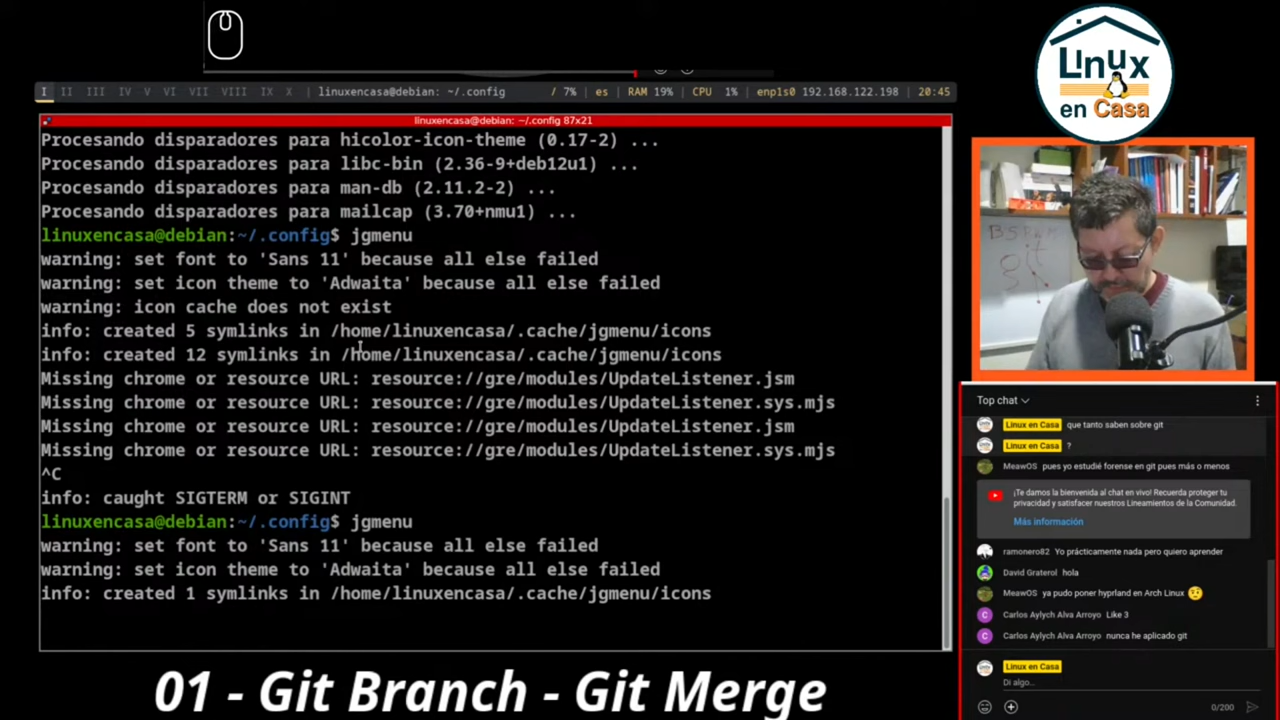 I II III IV V VI VII VIII IX X linuxencasa@debian: ~/.config / 7% es RAM 19% CPU 1% enp1s0 192.168.122.198 20:45
linuxencasa@debian: ~/.config 87x21
Procesando disparadores para hicolor-icon-theme (0.17-2) ...
Procesando disparadores para libc-bin (2.36-9+deb12u1) ...
Procesando disparadores para man-db (2.11.2-2) ...
Procesando disparadores para mailcap (3.70+nmu1) ...
linuxencasa@debian:~/.config$ jgmenu
warning: set font to 'Sans 11' because all else failed
warning: set icon theme to 'Adwaita' because all else failed
warning: icon cache does not exist
info: created 5 symlinks in /home/linuxencasa/.cache/jgmenu/icons
info: created 12 symlinks in /home/linuxencasa/.cache/jgmenu/icons
Missing chrome or resource URL: resource://gre/modules/UpdateListener.jsm
Missing chrome or resource URL: resource://gre/modules/UpdateListener.sys.mjs
Missing chrome or resource URL: resource://gre/modules/UpdateListener.jsm
Missing chrome or resource URL: resource://gre/modules/UpdateListener.sys.mjs
^C
info: caught SIGTERM or SIGINT
linuxencasa@debian:~/.config$ jgmenu
warning: set font to 'Sans 11' because all else failed
warning: set icon theme to 'Adwaita' because all else failed
info: created 1 symlinks in /home/linuxencasa/.cache/jgmenu/icons
01 - Git Branch - Git Merge
Linux
en Casa
Top chat
Linux en Casa que tanto saben sobre git
Linux en Casa ?
MeawOS pues yo estudié forense en git pues más o menos
¡Te damos la bienvenida al chat en vivo! Recuerda proteger tu
privacidad y satisfacer nuestros Lineamientos de la Comunidad.
Más información
ramonero82 Yo prácticamente nada pero quiero aprender
David Graterol hola
MeawOS ya pudo poner hyprland en Arch Linux
Carlos Aylych Alva Arroyo Like 3
Carlos Aylych Alva Arroyo nunca he aplicado git
Linux en Casa
Di algo...
0/200